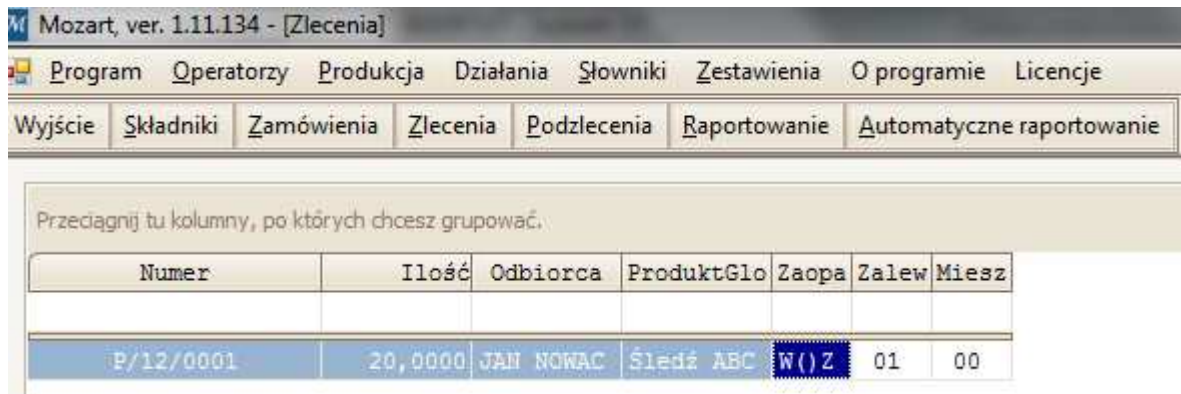 Mozart, ver. 1.11.134 - [Zlecenia]
Program Operatorzy Produkcja Działania Słowniki Zestawienia O programie Licencje
Wyjście Składniki Zamówienia Zlecenia Podzlecenia Raportowanie Automatyczne raportowanie
Przeciągnij tu kolumny, po których chcesz grupować.
Numer Ilość Odbiorca ProduktGlo Zaopa Zalew Miesz
P/12/0001 20,0000 JAN NOWAC Śledź ABC W()Z 01 00